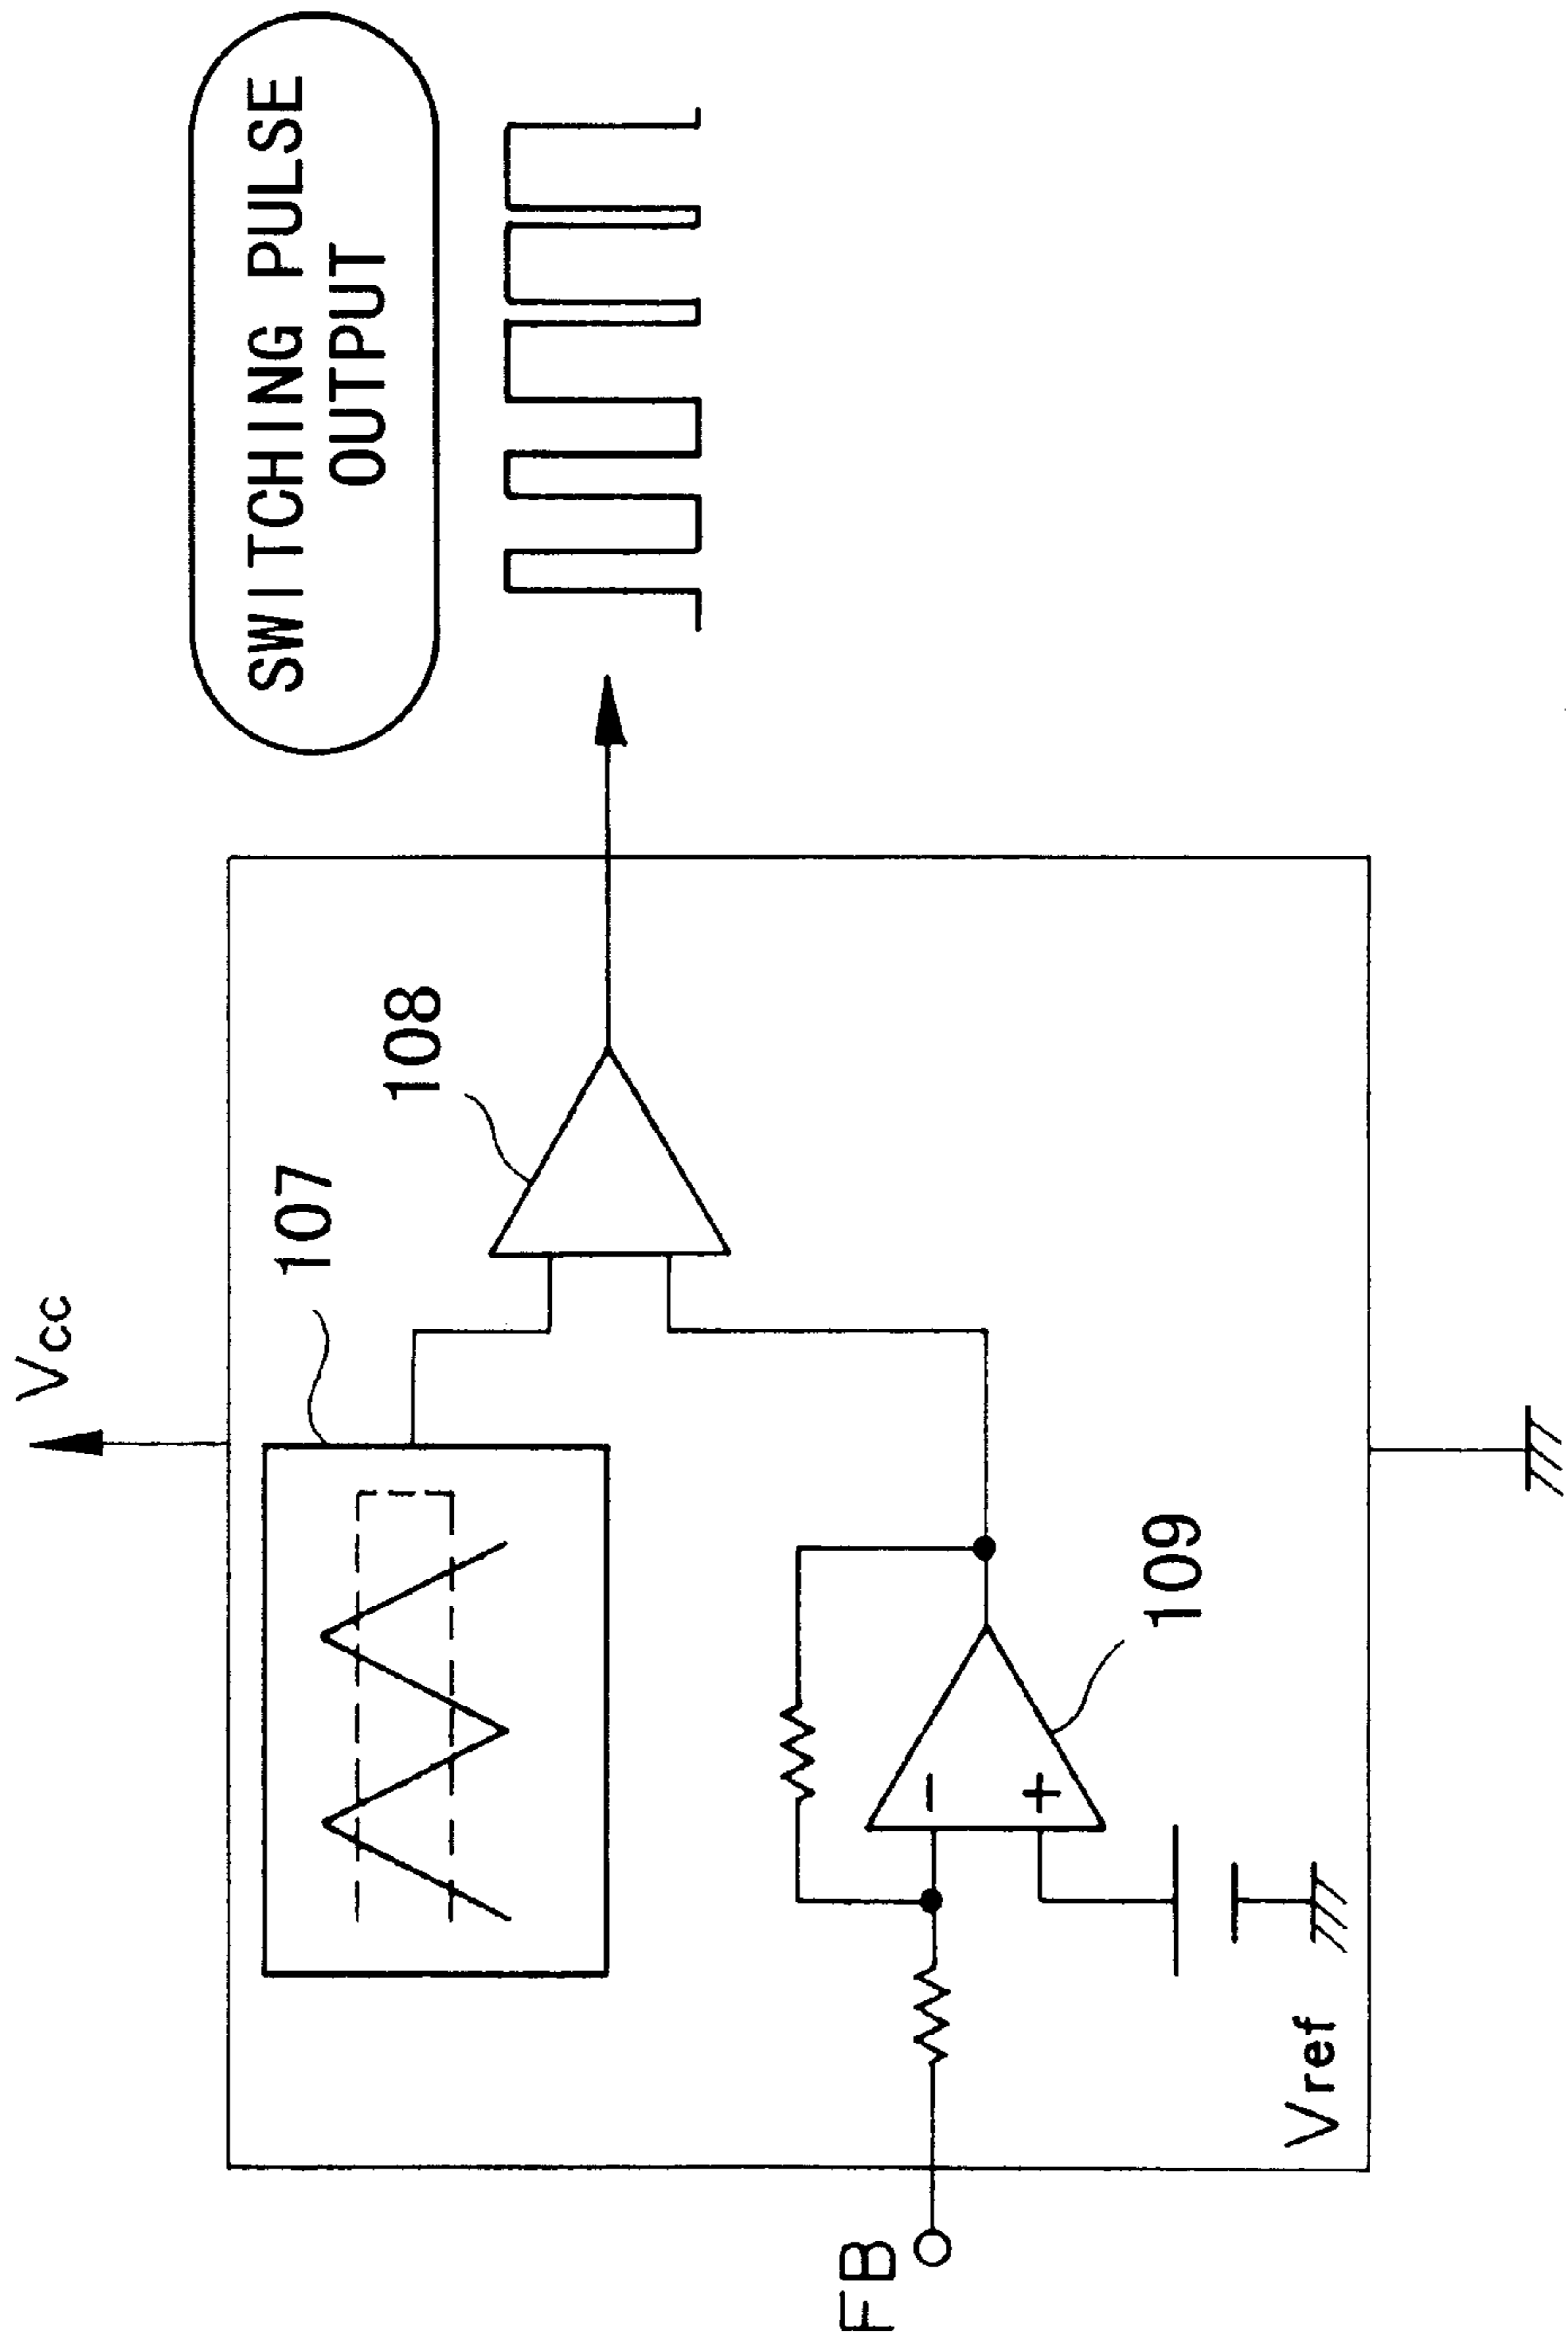 Vcc
SWITCHING PULSE
OUTPUT
107
108
109
−
+
FB
Vref